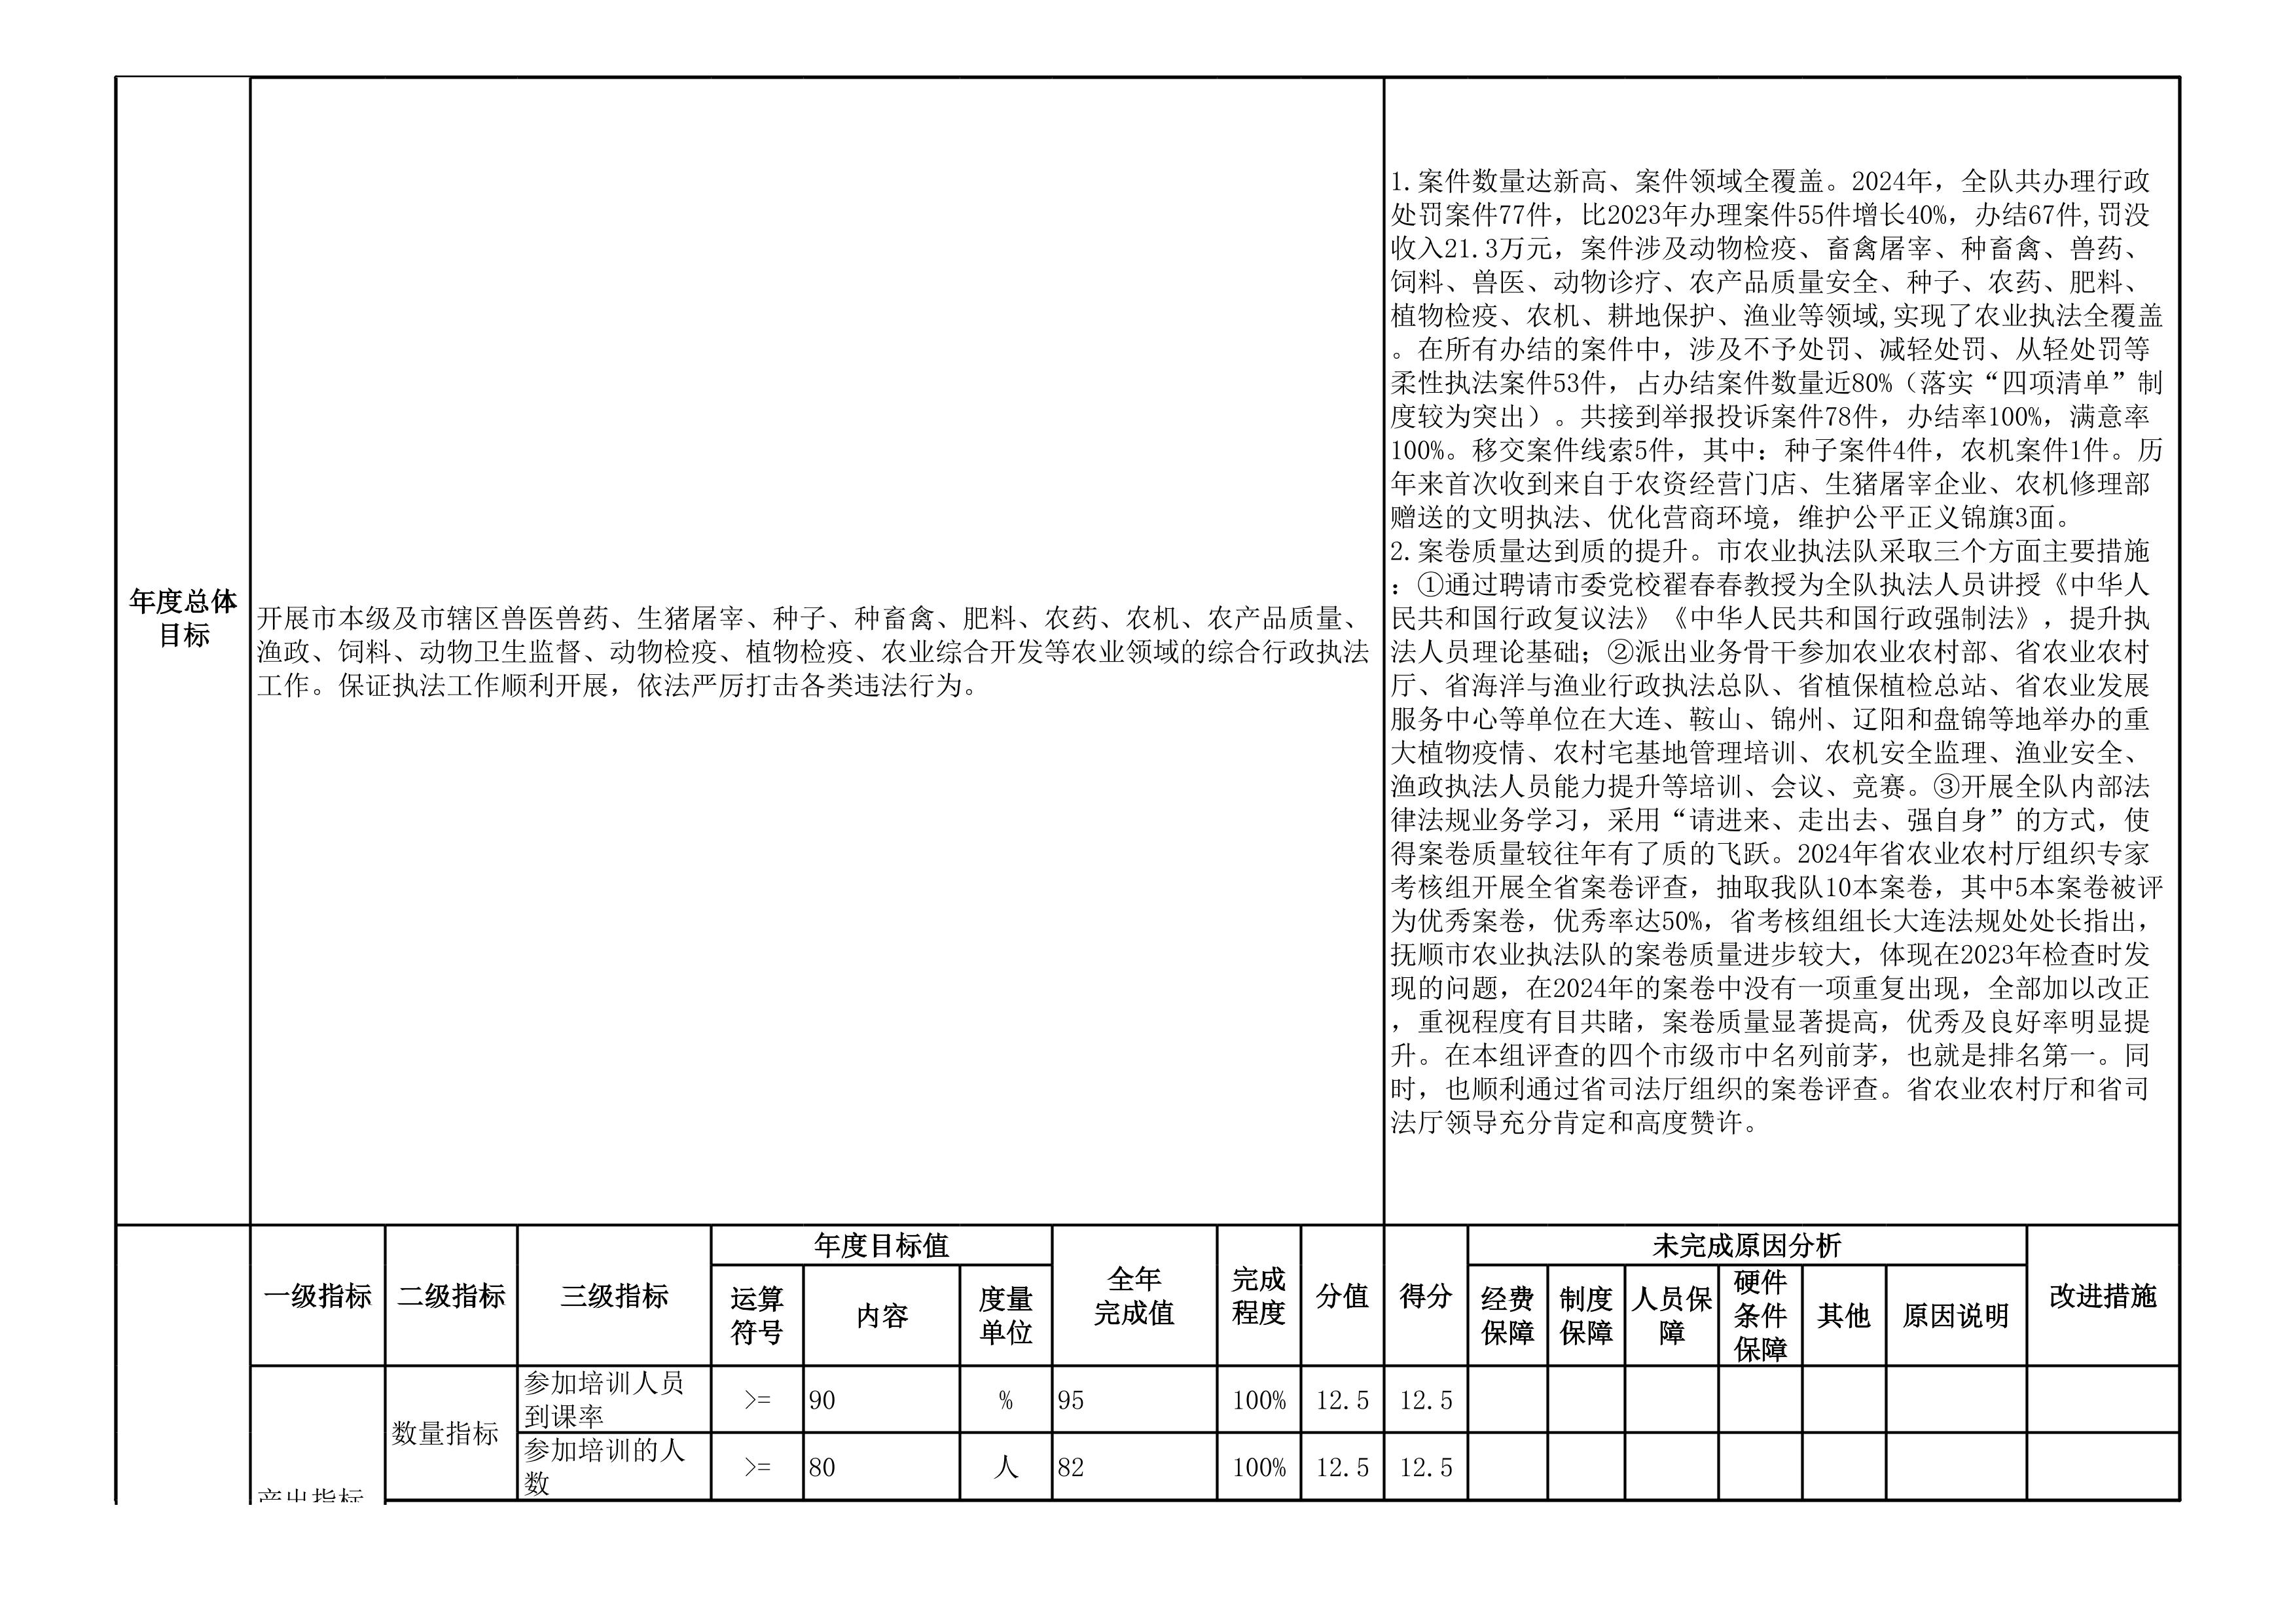 年度总体
目标
开展市本级及市辖区兽医兽药、生猪屠宰、种子、种畜禽、肥料、农药、农机、农产品质量、
渔政、饲料、动物卫生监督、动物检疫、植物检疫、农业综合开发等农业领域的综合行政执法
工作。保证执法工作顺利开展，依法严厉打击各类违法行为。
1.案件数量达新高、案件领域全覆盖。2024年，全队共办理行政
处罚案件77件，比2023年办理案件55件增长40%，办结67件,罚没
收入21.3万元，案件涉及动物检疫、畜禽屠宰、种畜禽、兽药、
饲料、兽医、动物诊疗、农产品质量安全、种子、农药、肥料、
植物检疫、农机、耕地保护、渔业等领域,实现了农业执法全覆盖
。在所有办结的案件中，涉及不予处罚、减轻处罚、从轻处罚等
柔性执法案件53件，占办结案件数量近80%（落实“四项清单”制
度较为突出）。共接到举报投诉案件78件，办结率100%，满意率
100%。移交案件线索5件，其中：种子案件4件，农机案件1件。历
年来首次收到来自于农资经营门店、生猪屠宰企业、农机修理部
赠送的文明执法、优化营商环境，维护公平正义锦旗3面。
2.案卷质量达到质的提升。市农业执法队采取三个方面主要措施
：①通过聘请市委党校翟春春教授为全队执法人员讲授《中华人
民共和国行政复议法》《中华人民共和国行政强制法》，提升执
法人员理论基础；②派出业务骨干参加农业农村部、省农业农村
厅、省海洋与渔业行政执法总队、省植保植检总站、省农业发展
服务中心等单位在大连、鞍山、锦州、辽阳和盘锦等地举办的重
大植物疫情、农村宅基地管理培训、农机安全监理、渔业安全、
渔政执法人员能力提升等培训、会议、竞赛。③开展全队内部法
律法规业务学习，采用“请进来、走出去、强自身”的方式，使
得案卷质量较往年有了质的飞跃。2024年省农业农村厅组织专家
考核组开展全省案卷评查，抽取我队10本案卷，其中5本案卷被评
为优秀案卷，优秀率达50%，省考核组组长大连法规处处长指出，
抚顺市农业执法队的案卷质量进步较大，体现在2023年检查时发
现的问题，在2024年的案卷中没有一项重复出现，全部加以改正
，重视程度有目共睹，案卷质量显著提高，优秀及良好率明显提
升。在本组评查的四个市级市中名列前茅，也就是排名第一。同
时，也顺利通过省司法厅组织的案卷评查。省农业农村厅和省司
法厅领导充分肯定和高度赞许。
一级指标 二级指标 三级指标 年度目标值 全年
完成值 完成
程度 分值 得分 未完成原因分析 改进措施
运算
符号 内容 度量
单位 经费
保障 制度
保障 人员保
障 硬件
条件
保障 其他 原因说明
产出指标 数量指标
参加培训人员
到课率 >= 90 % 95 100% 12.5 12.5
参加培训的人
数 >= 80 人 82 100% 12.5 12.5